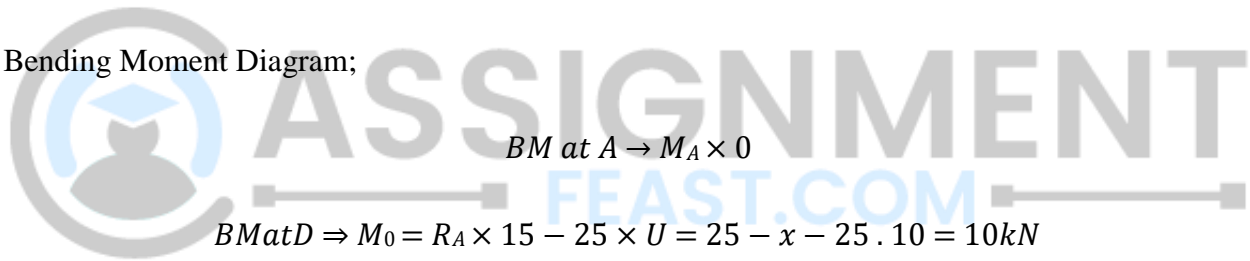 Bending Moment Diagram;
ASSIGNMENT
BM at A → M_A × 0
FEAST.COM
BMatD ⇒ M_0 = R_A × 15 − 25 × U = 25 − x − 25 . 10 = 10kN